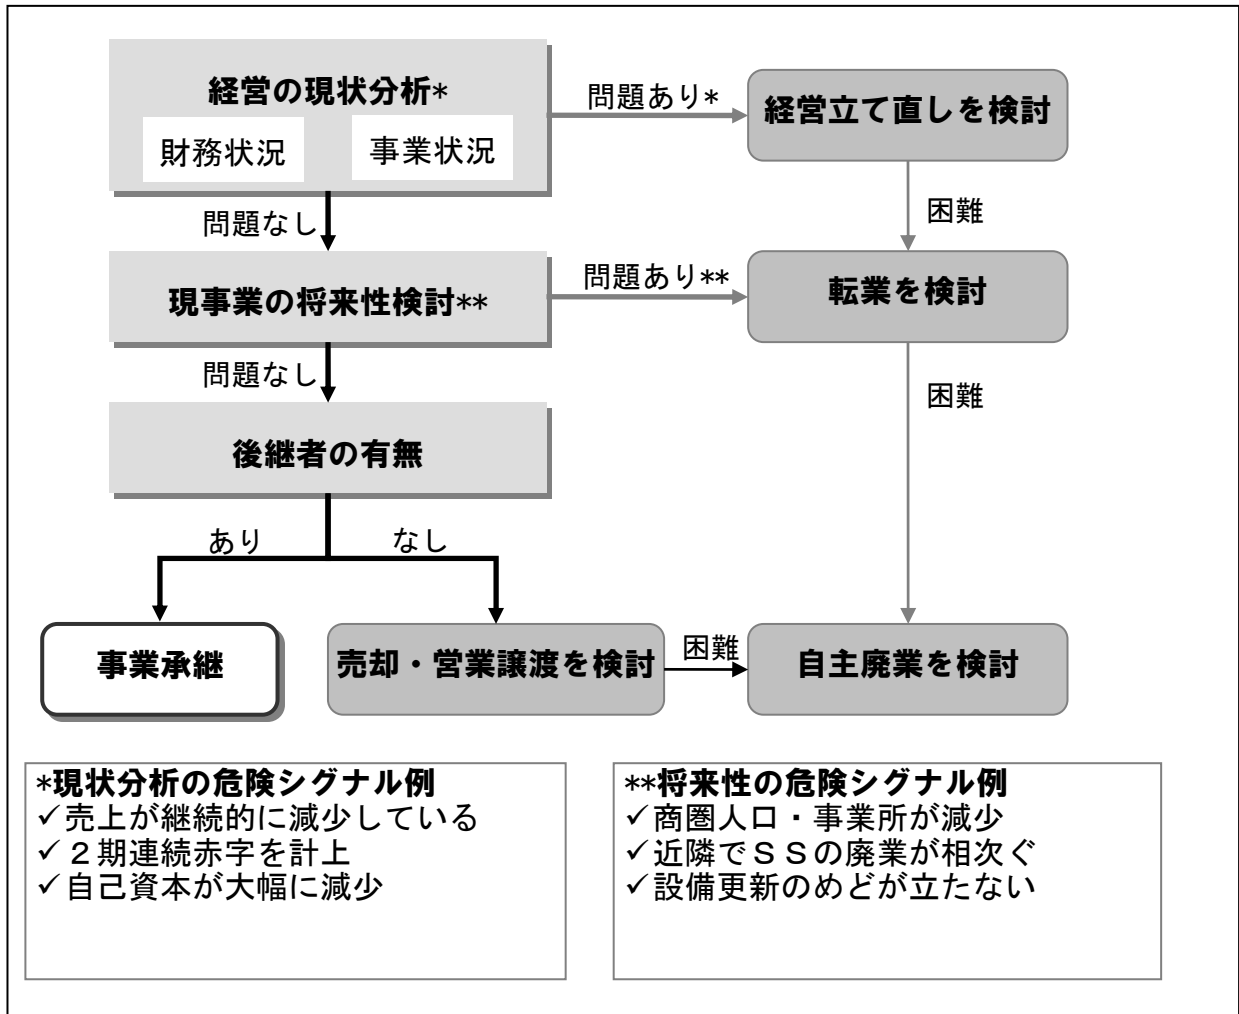 経営の現状分析*
財務状況
事業状況
問題あり*
経営立て直しを検討
問題なし
困難
現事業の将来性検討**
問題あり**
転業を検討
問題なし
困難
後継者の有無
あり
なし
事業承継
売却・営業譲渡を検討
困難
自主廃業を検討
*現状分析の危険シグナル例
✓売上が継続的に減少している
✓２期連続赤字を計上
✓自己資本が大幅に減少
**将来性の危険シグナル例
✓商圏人口・事業所が減少
✓近隣でＳＳの廃業が相次ぐ
✓設備更新のめどが立たない